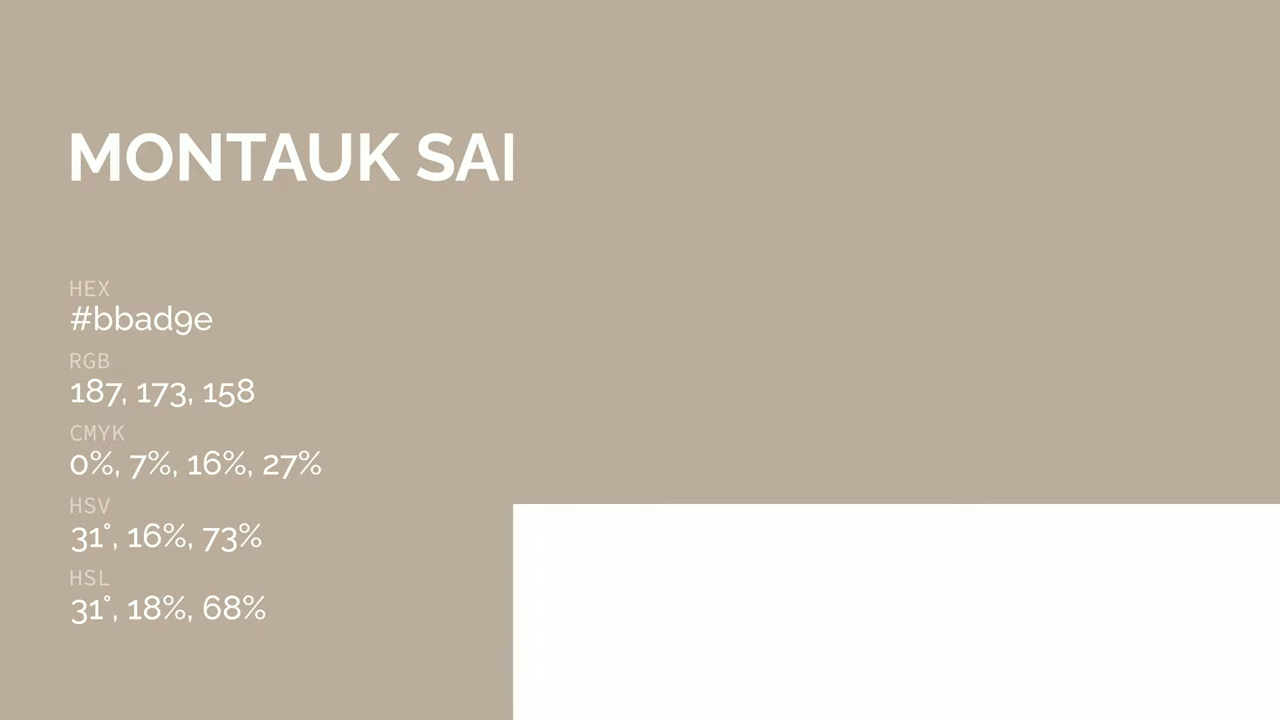 MONTAUK SAI
HEX
#bbad9e
RGB
187, 173, 158
CMYK
0%, 7%, 16%, 27%
HSV
31°, 16%, 73%
HSL
31°, 18%, 68%